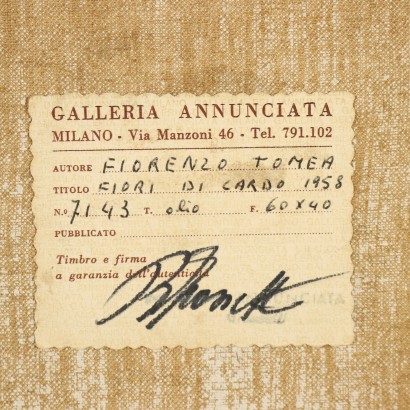 GALLERIA ANNUNCIATA
MILANO - Via Manzoni 46 - Tel. 791.102
AUTORE FIORENZO TOMEA
TITOLO FIORI DI CARDO 1958
N.o 7143 T. olio F. 60x40
PUBBLICATO
Timbro e firma
a garanzia dell'autenticità